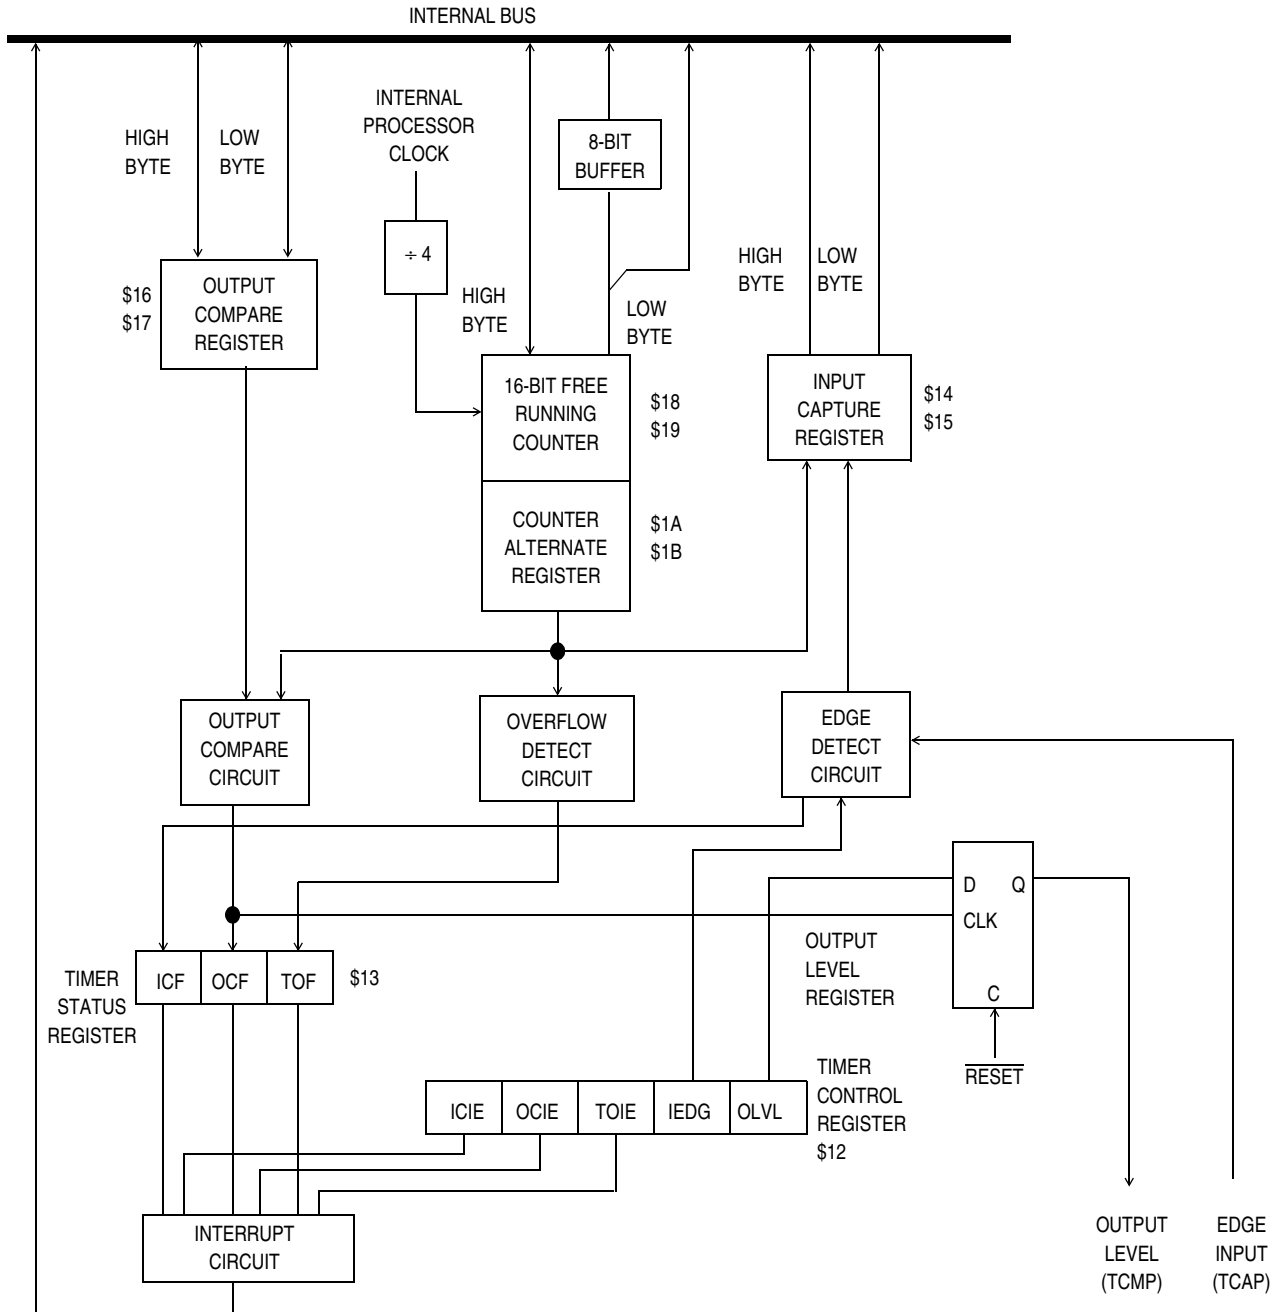 INTERNAL BUS
INTERNAL
PROCESSOR
CLOCK
HIGH
BYTE
LOW
BYTE
8-BIT
BUFFER
÷ 4
HIGH
BYTE
LOW
BYTE
HIGH
BYTE
LOW
BYTE
$16
$17
OUTPUT
COMPARE
REGISTER
16-BIT FREE
RUNNING
COUNTER
$18
$19
INPUT
CAPTURE
REGISTER
$14
$15
COUNTER
ALTERNATE
REGISTER
$1A
$1B
OUTPUT
COMPARE
CIRCUIT
OVERFLOW
DETECT
CIRCUIT
EDGE
DETECT
CIRCUIT
D Q
CLK
C
RESET
OUTPUT
LEVEL
REGISTER
TIMER
STATUS
REGISTER
ICF OCF TOF
$13
ICIE OCIE TOIE IEDG OLVL
TIMER
CONTROL
REGISTER
$12
INTERRUPT
CIRCUIT
OUTPUT
LEVEL
(TCMP)
EDGE
INPUT
(TCAP)